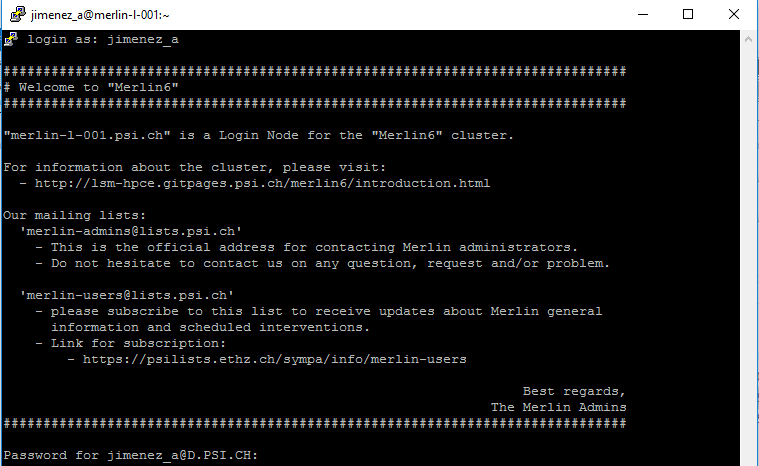 jimenez_a@merlin-l-001:~
login as: jimenez_a
##############################################################################
# Welcome to "Merlin6"
##############################################################################
"merlin-l-001.psi.ch" is a Login Node for the "Merlin6" cluster.
For information about the cluster, please visit:
- http://lsm-hpce.gitpages.psi.ch/merlin6/introduction.html
Our mailing lists:
'merlin-admins@lists.psi.ch'
- This is the official address for contacting Merlin administrators.
- Do not hesitate to contact us on any question, request and/or problem.
'merlin-users@lists.psi.ch'
- please subscribe to this list to receive updates about Merlin general
information and scheduled interventions.
- Link for subscription:
- https://psilists.ethz.ch/sympa/info/merlin-users
Best regards,
The Merlin Admins
##############################################################################
Password for jimenez_a@D.PSI.CH: